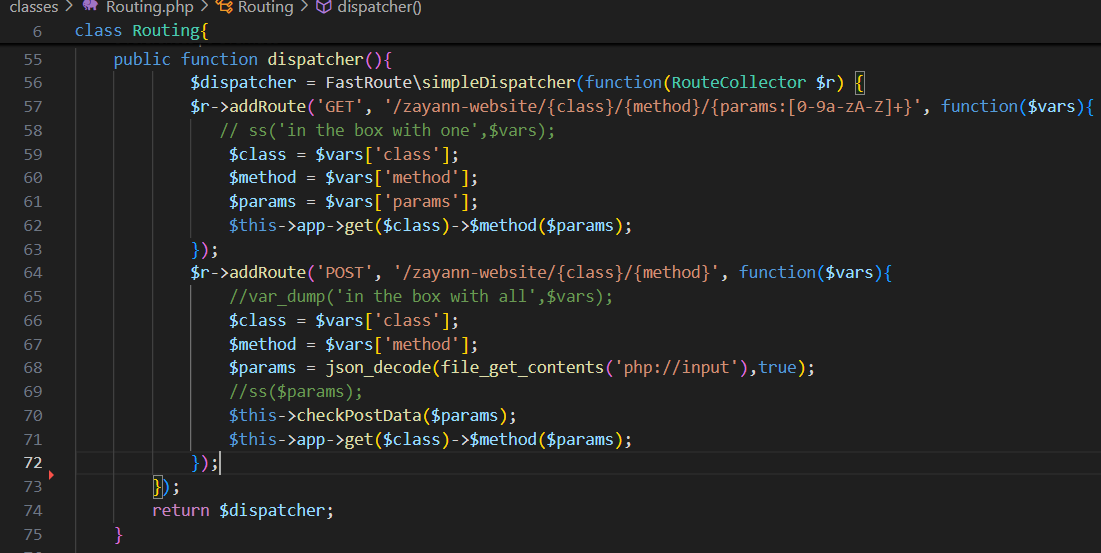 classes > Routing.php > Routing > dispatcher()
6 class Routing{
55 public function dispatcher(){
56 $dispatcher = FastRoute\simpleDispatcher(function(RouteCollector $r) {
57 $r->addRoute('GET', '/zayann-website/{class}/{method}/{params:[0-9a-zA-Z]+}', function($vars){
58 // ss('in the box with one',$vars);
59 $class = $vars['class'];
60 $method = $vars['method'];
61 $params = $vars['params'];
62 $this->app->get($class)->$method($params);
63 });
64 $r->addRoute('POST', '/zayann-website/{class}/{method}', function($vars){
65 //var_dump('in the box with all',$vars);
66 $class = $vars['class'];
67 $method = $vars['method'];
68 $params = json_decode(file_get_contents('php://input'),true);
69 //ss($params);
70 $this->checkPostData($params);
71 $this->app->get($class)->$method($params);
72 });
73 });
74 return $dispatcher;
75 }